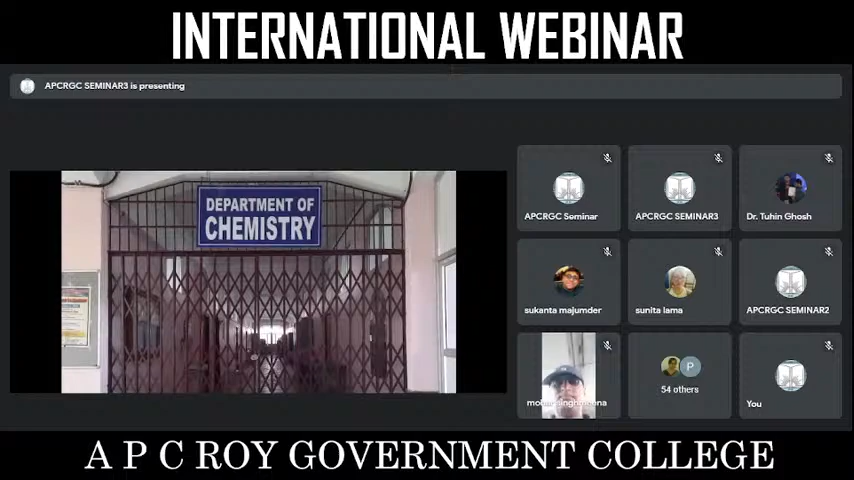 INTERNATIONAL WEBINAR
APCRGC SEMINAR3 is presenting
DEPARTMENT OF
CHEMISTRY
APCRGC Seminar
APCRGC SEMINAR3
Dr. Tuhin Ghosh
sukanta majumder
sunita lama
APCRGC SEMINAR2
P
54 others
You
A P C ROY GOVERNMENT COLLEGE